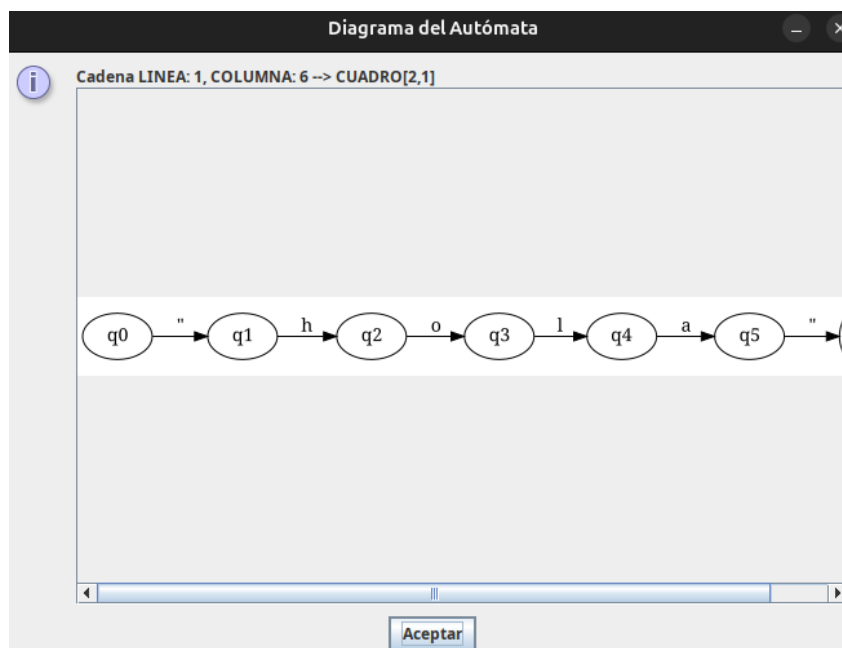 Diagrama del Autómata
Cadena LINEA: 1, COLUMNA: 6 --> CUADRO[2,1]
q0 " q1 h q2 o q3 l q4 a q5 "
Aceptar